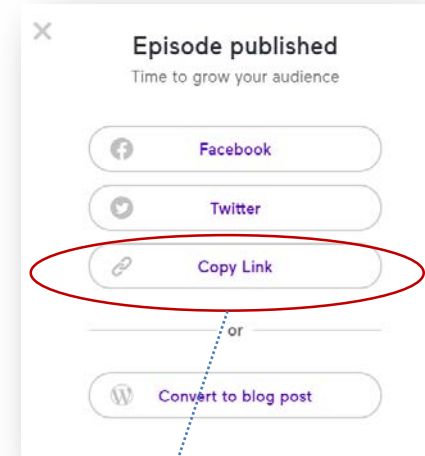 Episode published
Time to grow your audience
Facebook
Twitter
Copy Link
or
Convert to blog post